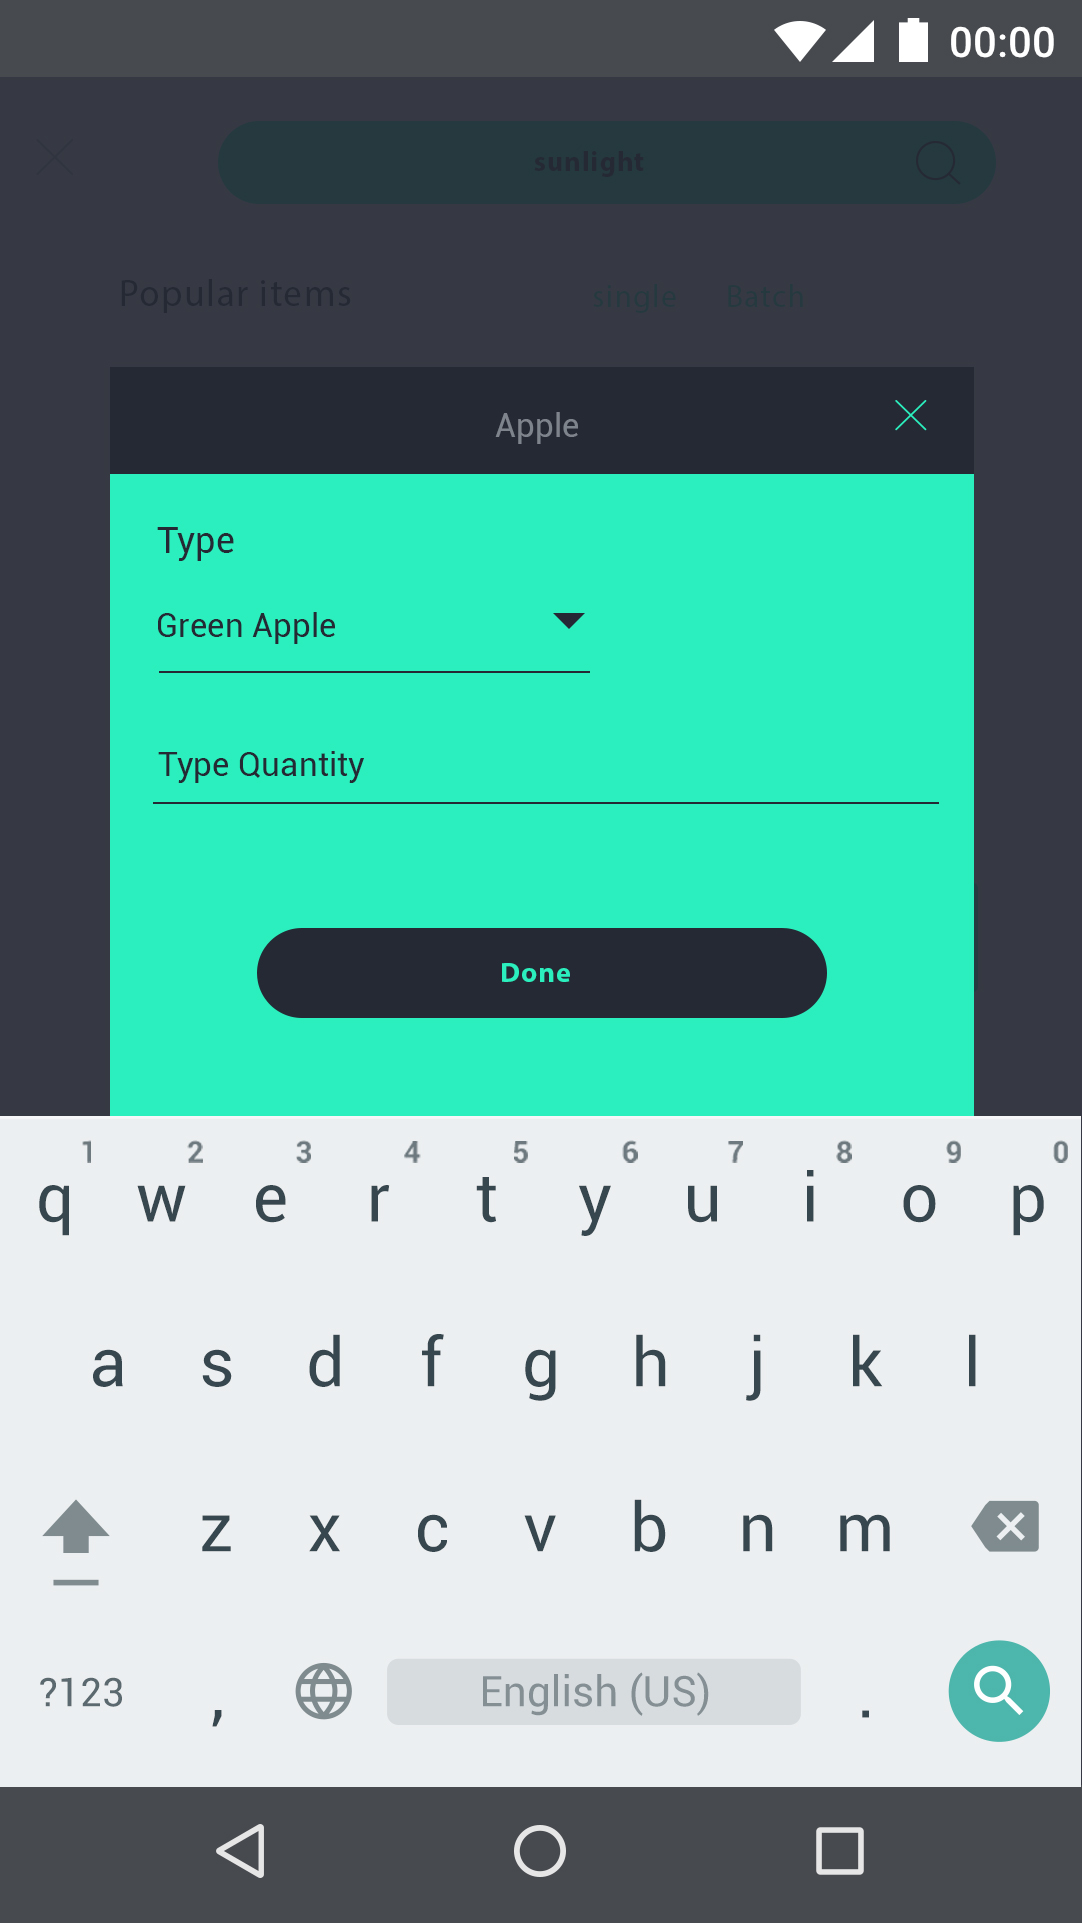 00:00
sunlight
Popular items single Batch
Apple
Type
Green Apple
Type Quantity
Done
1 2 3 4 5 6 7 8 9 0
q w e r t y u i o p
a s d f g h j k l
z x c v b n m
?123 , English (US) .